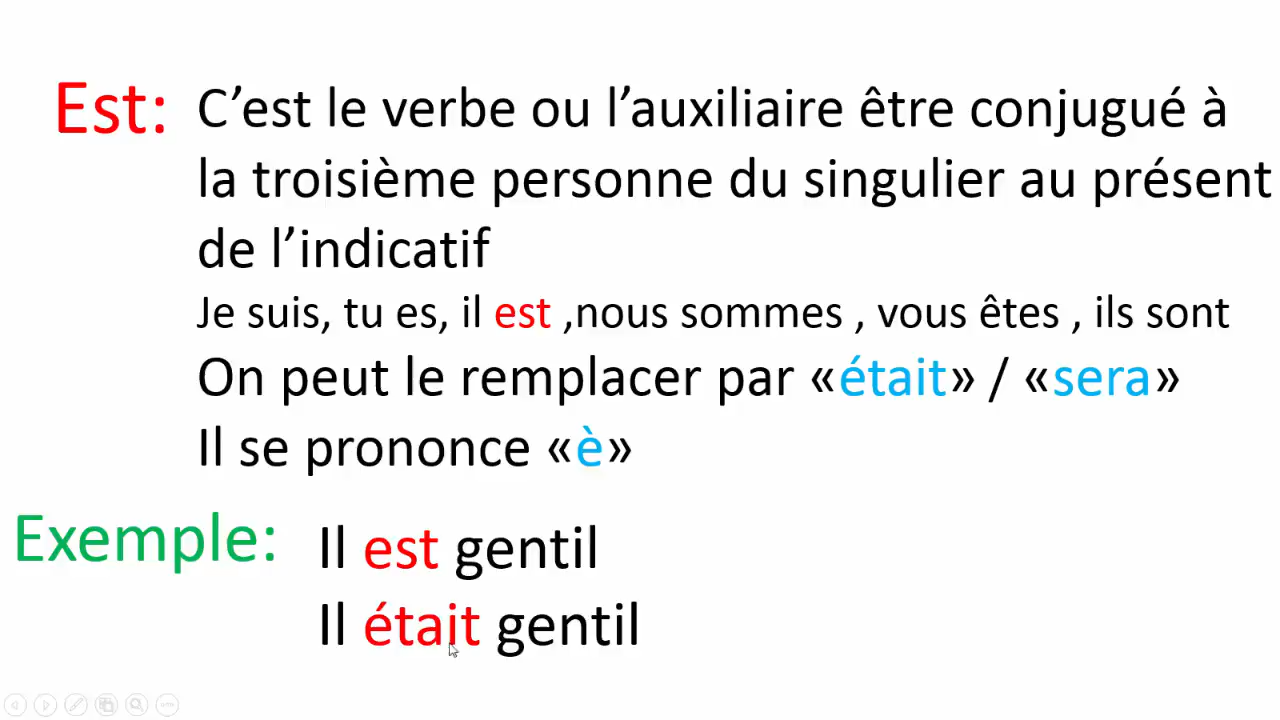 Est: C’est le verbe ou l’auxiliaire être conjugué à
la troisième personne du singulier au présent
de l’indicatif
Je suis, tu es, il est ,nous sommes , vous êtes , ils sont
On peut le remplacer par «était» / «sera»
Il se prononce «è»
Exemple: Il est gentil
Il était gentil